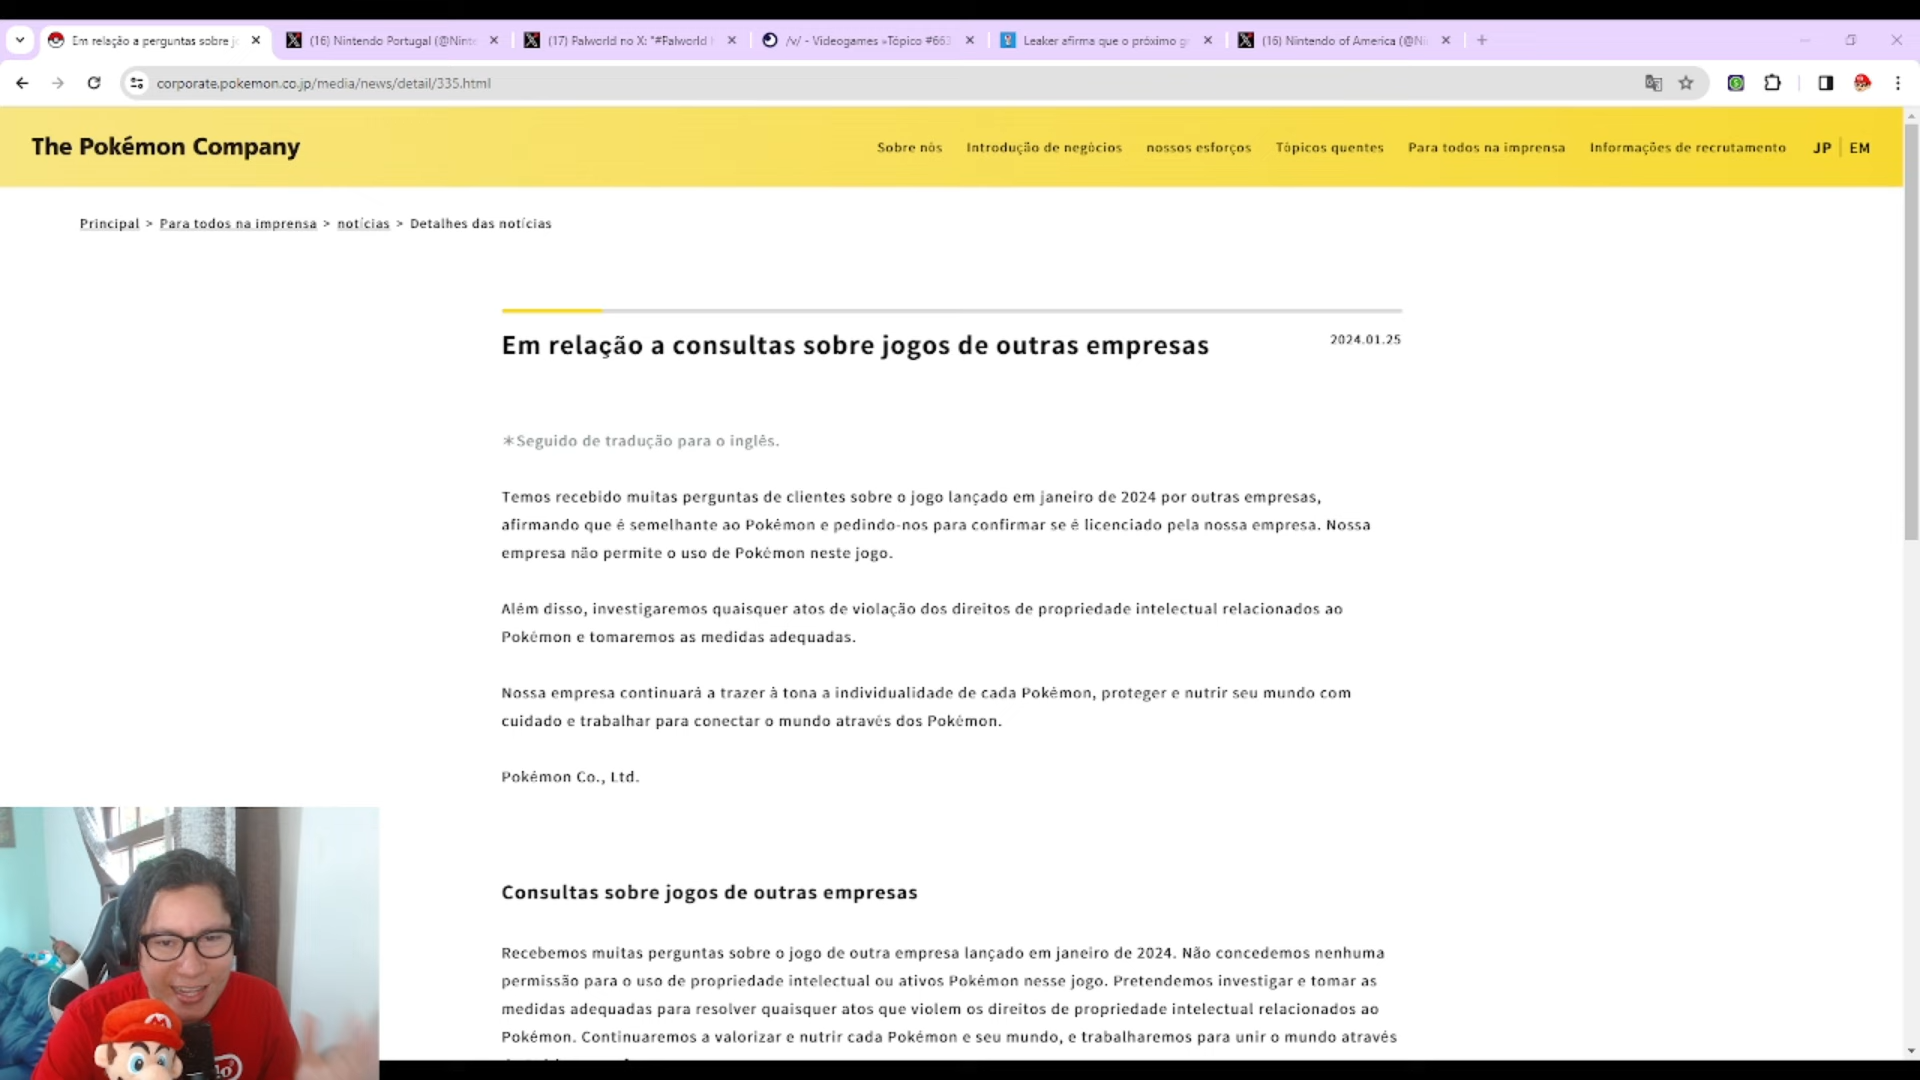 Em relação a perguntas sobre j
(16) Nintendo Portugal (@Ninte
(17) Palworld no X: "#Palworld
/v/ - Videogames »Tópico #663
Leaker afirma que o próximo
(16) Nintendo of America (@Ni
corporate.pokemon.co.jp/media/news/detail/335.html
The Pokémon Company
Sobre nós
Introdução de negócios
nossos esforços
Tópicos quentes
Para todos na imprensa
Informações de recrutamento
JP | EM
Principal > Para todos na imprensa > notícias > Detalhes das notícias
Em relação a consultas sobre jogos de outras empresas
2024.01.25
*Seguido de tradução para o inglês.
Temos recebido muitas perguntas de clientes sobre o jogo lançado em janeiro de 2024 por outras empresas,
afirmando que é semelhante ao Pokémon e pedindo-nos para confirmar se é licenciado pela nossa empresa. Nossa
empresa não permite o uso de Pokémon neste jogo.
Além disso, investigaremos quaisquer atos de violação dos direitos de propriedade intelectual relacionados ao
Pokémon e tomaremos as medidas adequadas.
Nossa empresa continuará a trazer à tona a individualidade de cada Pokémon, proteger e nutrir seu mundo com
cuidado e trabalhar para conectar o mundo através dos Pokémon.
Pokémon Co., Ltd.
Consultas sobre jogos de outras empresas
Recebemos muitas perguntas sobre o jogo de outra empresa lançado em janeiro de 2024. Não concedemos nenhuma
permissão para o uso de propriedade intelectual ou ativos Pokémon nesse jogo. Pretendemos investigar e tomar as
medidas adequadas para resolver quaisquer atos que violem os direitos de propriedade intelectual relacionados ao
Pokémon. Continuaremos a valorizar e nutrir cada Pokémon e seu mundo, e trabalharemos para unir o mundo através
M